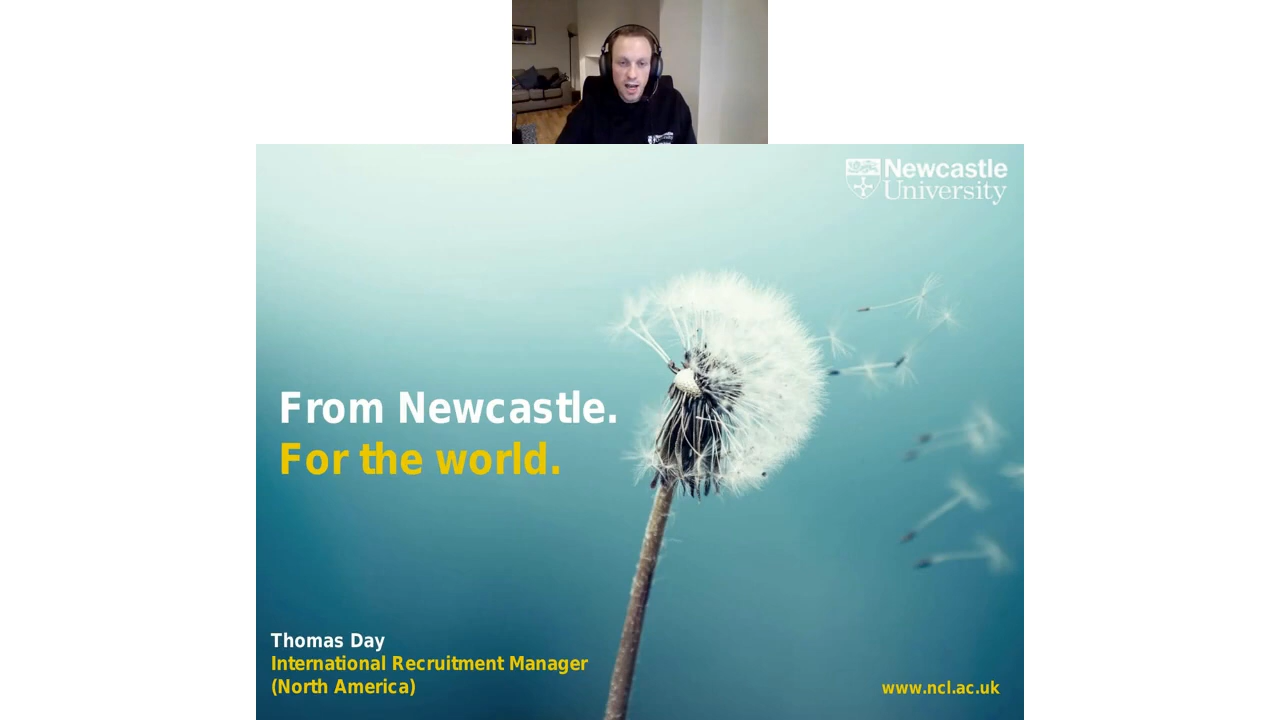 Newcastle
University
From Newcastle.
For the world.
Thomas Day
International Recruitment Manager
(North America)
www.ncl.ac.uk